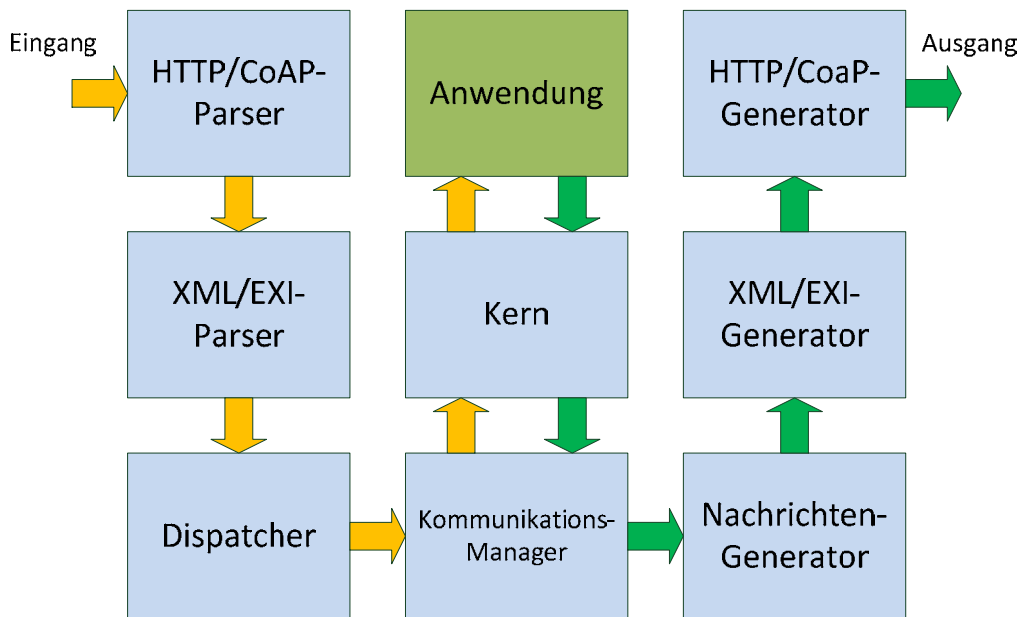 Eingang
HTTP/CoAP-
Parser
Anwendung
HTTP/CoaP-
Generator
Ausgang
XML/EXI-
Parser
Kern
XML/EXI-
Generator
Dispatcher
Kommunikations-
Manager
Nachrichten-
Generator